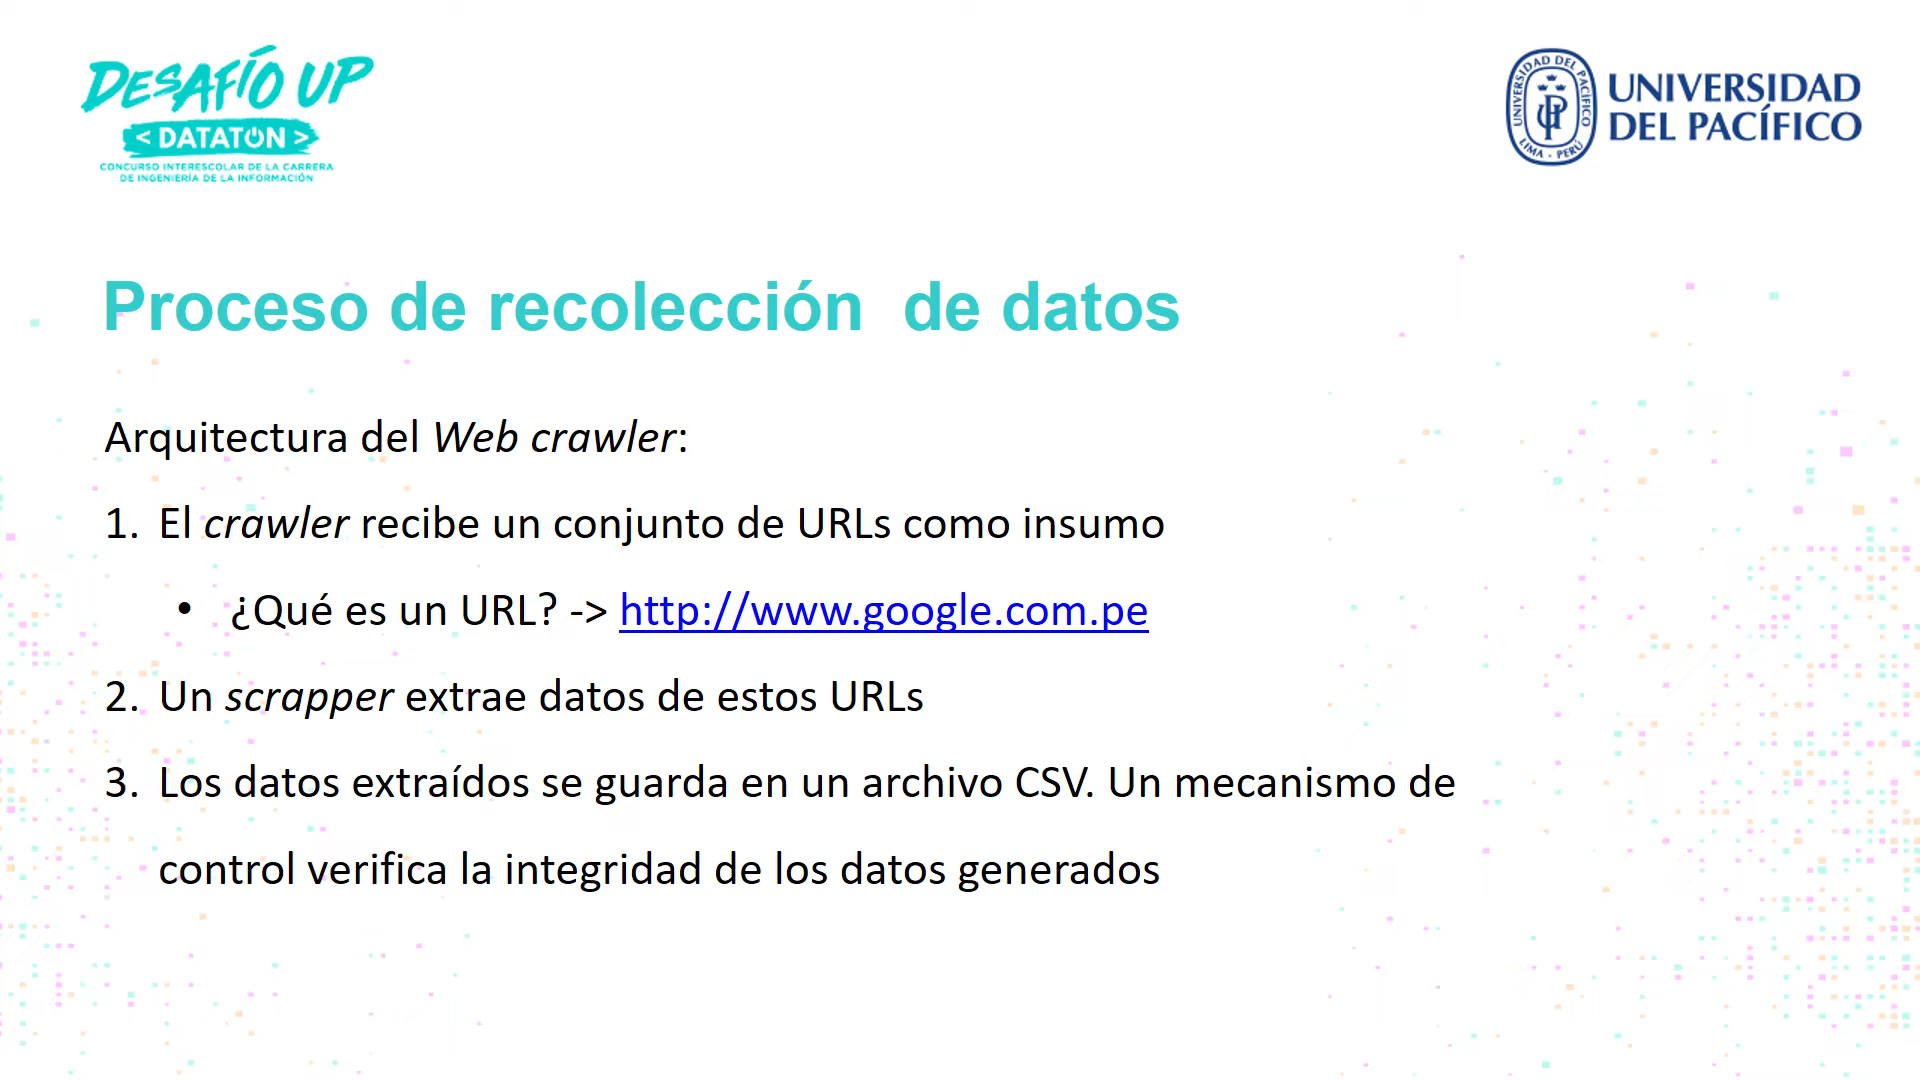 DESAFÍO UP
< DATATON >
CONCURSO INTERESCOLAR DE LA CARRERA
DE INGENIERÍA DE LA INFORMACIÓN
UNIVERSIDAD DEL PACÍFICO
LIMA - PERÚ
UNIVERSIDAD
DEL PACÍFICO
Proceso de recolección  de datos
Arquitectura del Web crawler:
1. El crawler recibe un conjunto de URLs como insumo
• ¿Qué es un URL? -> http://www.google.com.pe
2. Un scrapper extrae datos de estos URLs
3. Los datos extraídos se guarda en un archivo CSV. Un mecanismo de
control verifica la integridad de los datos generados